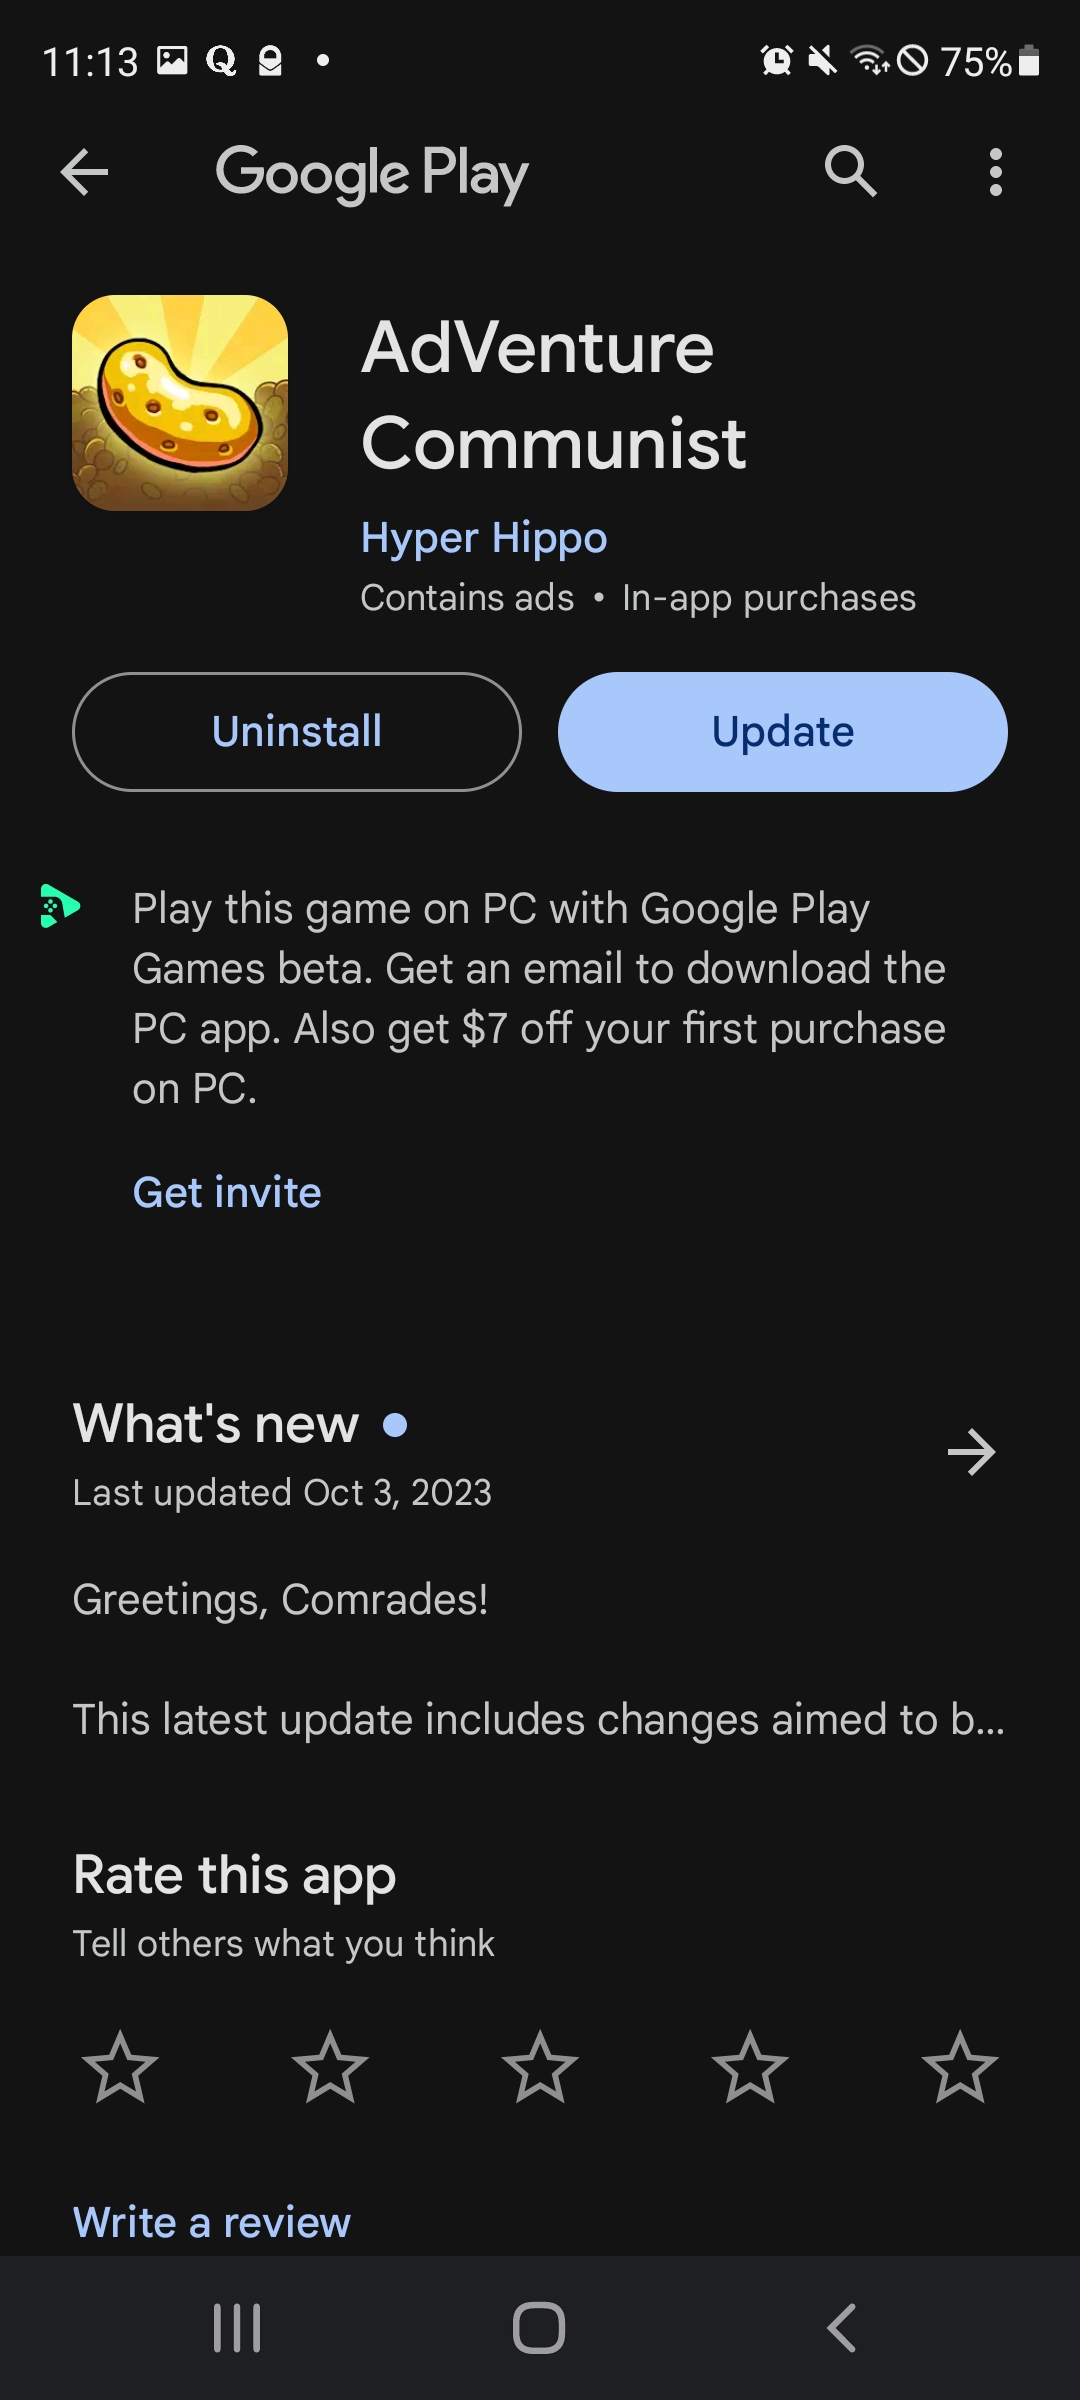 11:13
75%
Google Play
AdVenture
Communist
Hyper Hippo
Contains ads • In-app purchases
Uninstall
Update
Play this game on PC with Google Play
Games beta. Get an email to download the
PC app. Also get $7 off your first purchase
on PC.
Get invite
What's new
Last updated Oct 3, 2023
Greetings, Comrades!
This latest update includes changes aimed to b...
Rate this app
Tell others what you think
Write a review